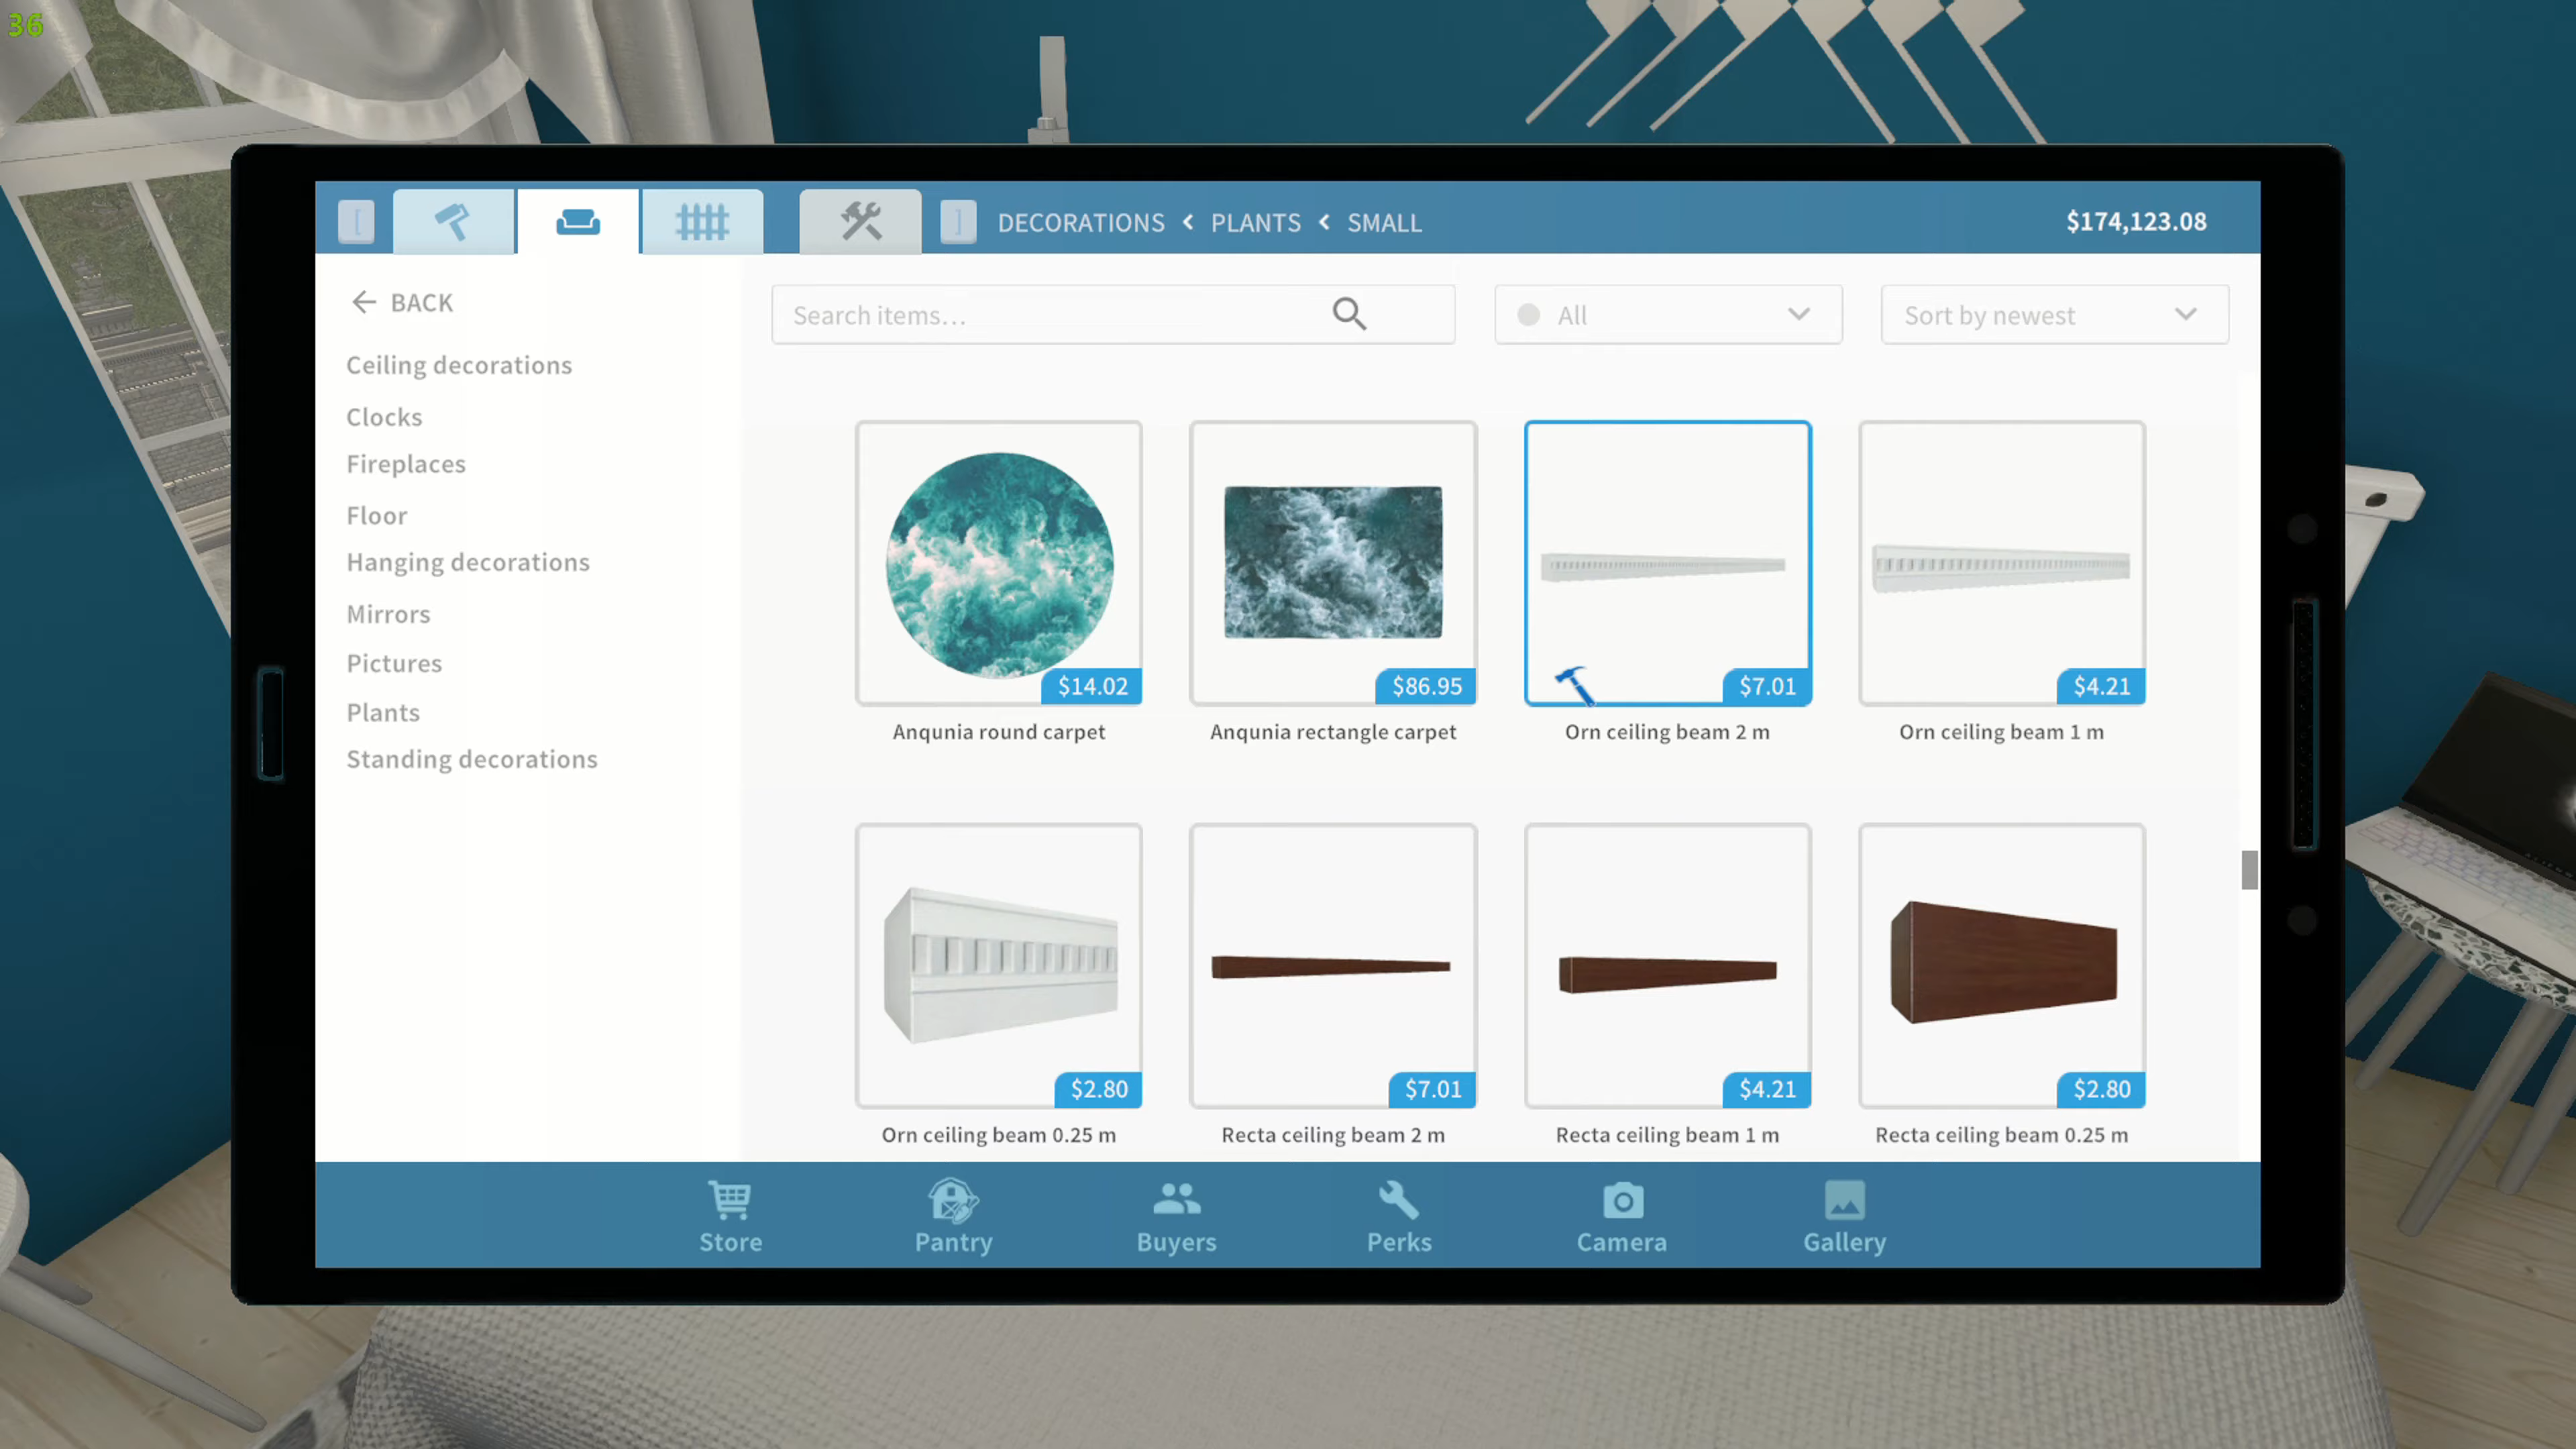 36
[
]
DECORATIONS < PLANTS < SMALL
$174,123.08
BACK
Search items...
All
Sort by newest
Ceiling decorations
Clocks
Fireplaces
Floor
Hanging decorations
Mirrors
Pictures
Plants
Standing decorations
$14.02
$86.95
$7.01
$4.21
Anqunia round carpet
Anqunia rectangle carpet
Orn ceiling beam 2 m
Orn ceiling beam 1 m
$2.80
$7.01
$4.21
$2.80
Orn ceiling beam 0.25 m
Recta ceiling beam 2 m
Recta ceiling beam 1 m
Recta ceiling beam 0.25 m
Store
Pantry
Buyers
Perks
Camera
Gallery